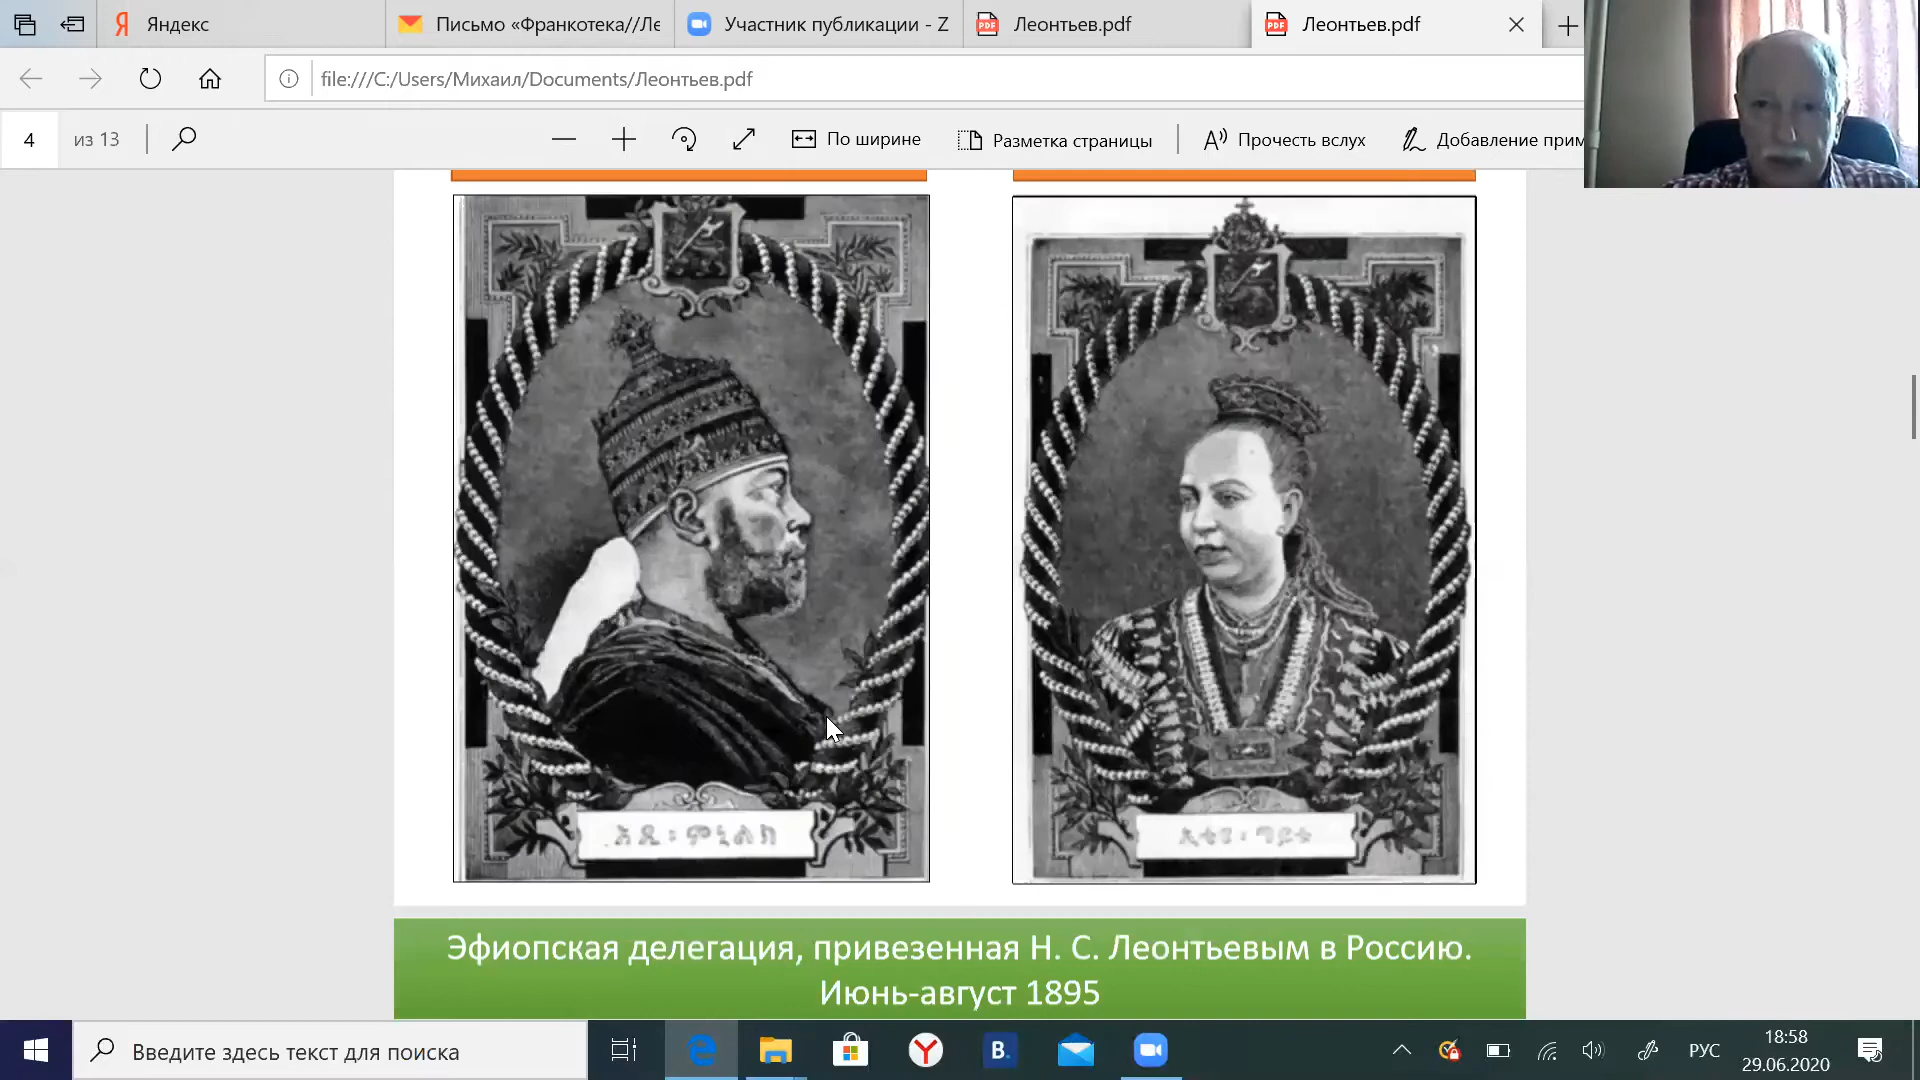 Яндекс
Письмо «Франкотека//Ле
Участник публикации - Z
Леонтьев.pdf
Леонтьев.pdf
file:///C:/Users/Михаил/Documents/Леонтьев.pdf
4 из 13
По ширине
Разметка страницы
Прочесть вслух
Добавление прим
Эфиопская делегация, привезенная Н. С. Леонтьевым в Россию.
Июнь-август 1895
Введите здесь текст для поиска
B.
РУС
18:58
29.06.2020